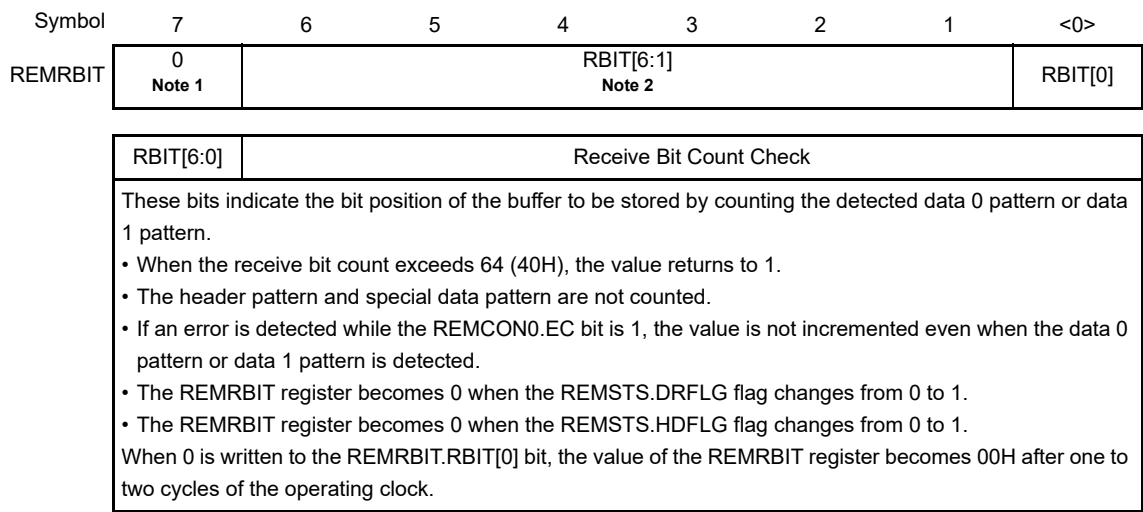 Symbol 7 6 5 4 3 2 1 <0>
REMRBIT 0 RBIT[6:1] RBIT[0]
Note 1 Note 2
RBIT[6:0] Receive Bit Count Check
These bits indicate the bit position of the buffer to be stored by counting the detected data 0 pattern or data
1 pattern.
• When the receive bit count exceeds 64 (40H), the value returns to 1.
• The header pattern and special data pattern are not counted.
• If an error is detected while the REMCON0.EC bit is 1, the value is not incremented even when the data 0
pattern or data 1 pattern is detected.
• The REMRBIT register becomes 0 when the REMSTS.DRFLG flag changes from 0 to 1.
• The REMRBIT register becomes 0 when the REMSTS.HDFLG flag changes from 0 to 1.
When 0 is written to the REMRBIT.RBIT[0] bit, the value of the REMRBIT register becomes 00H after one to
two cycles of the operating clock.